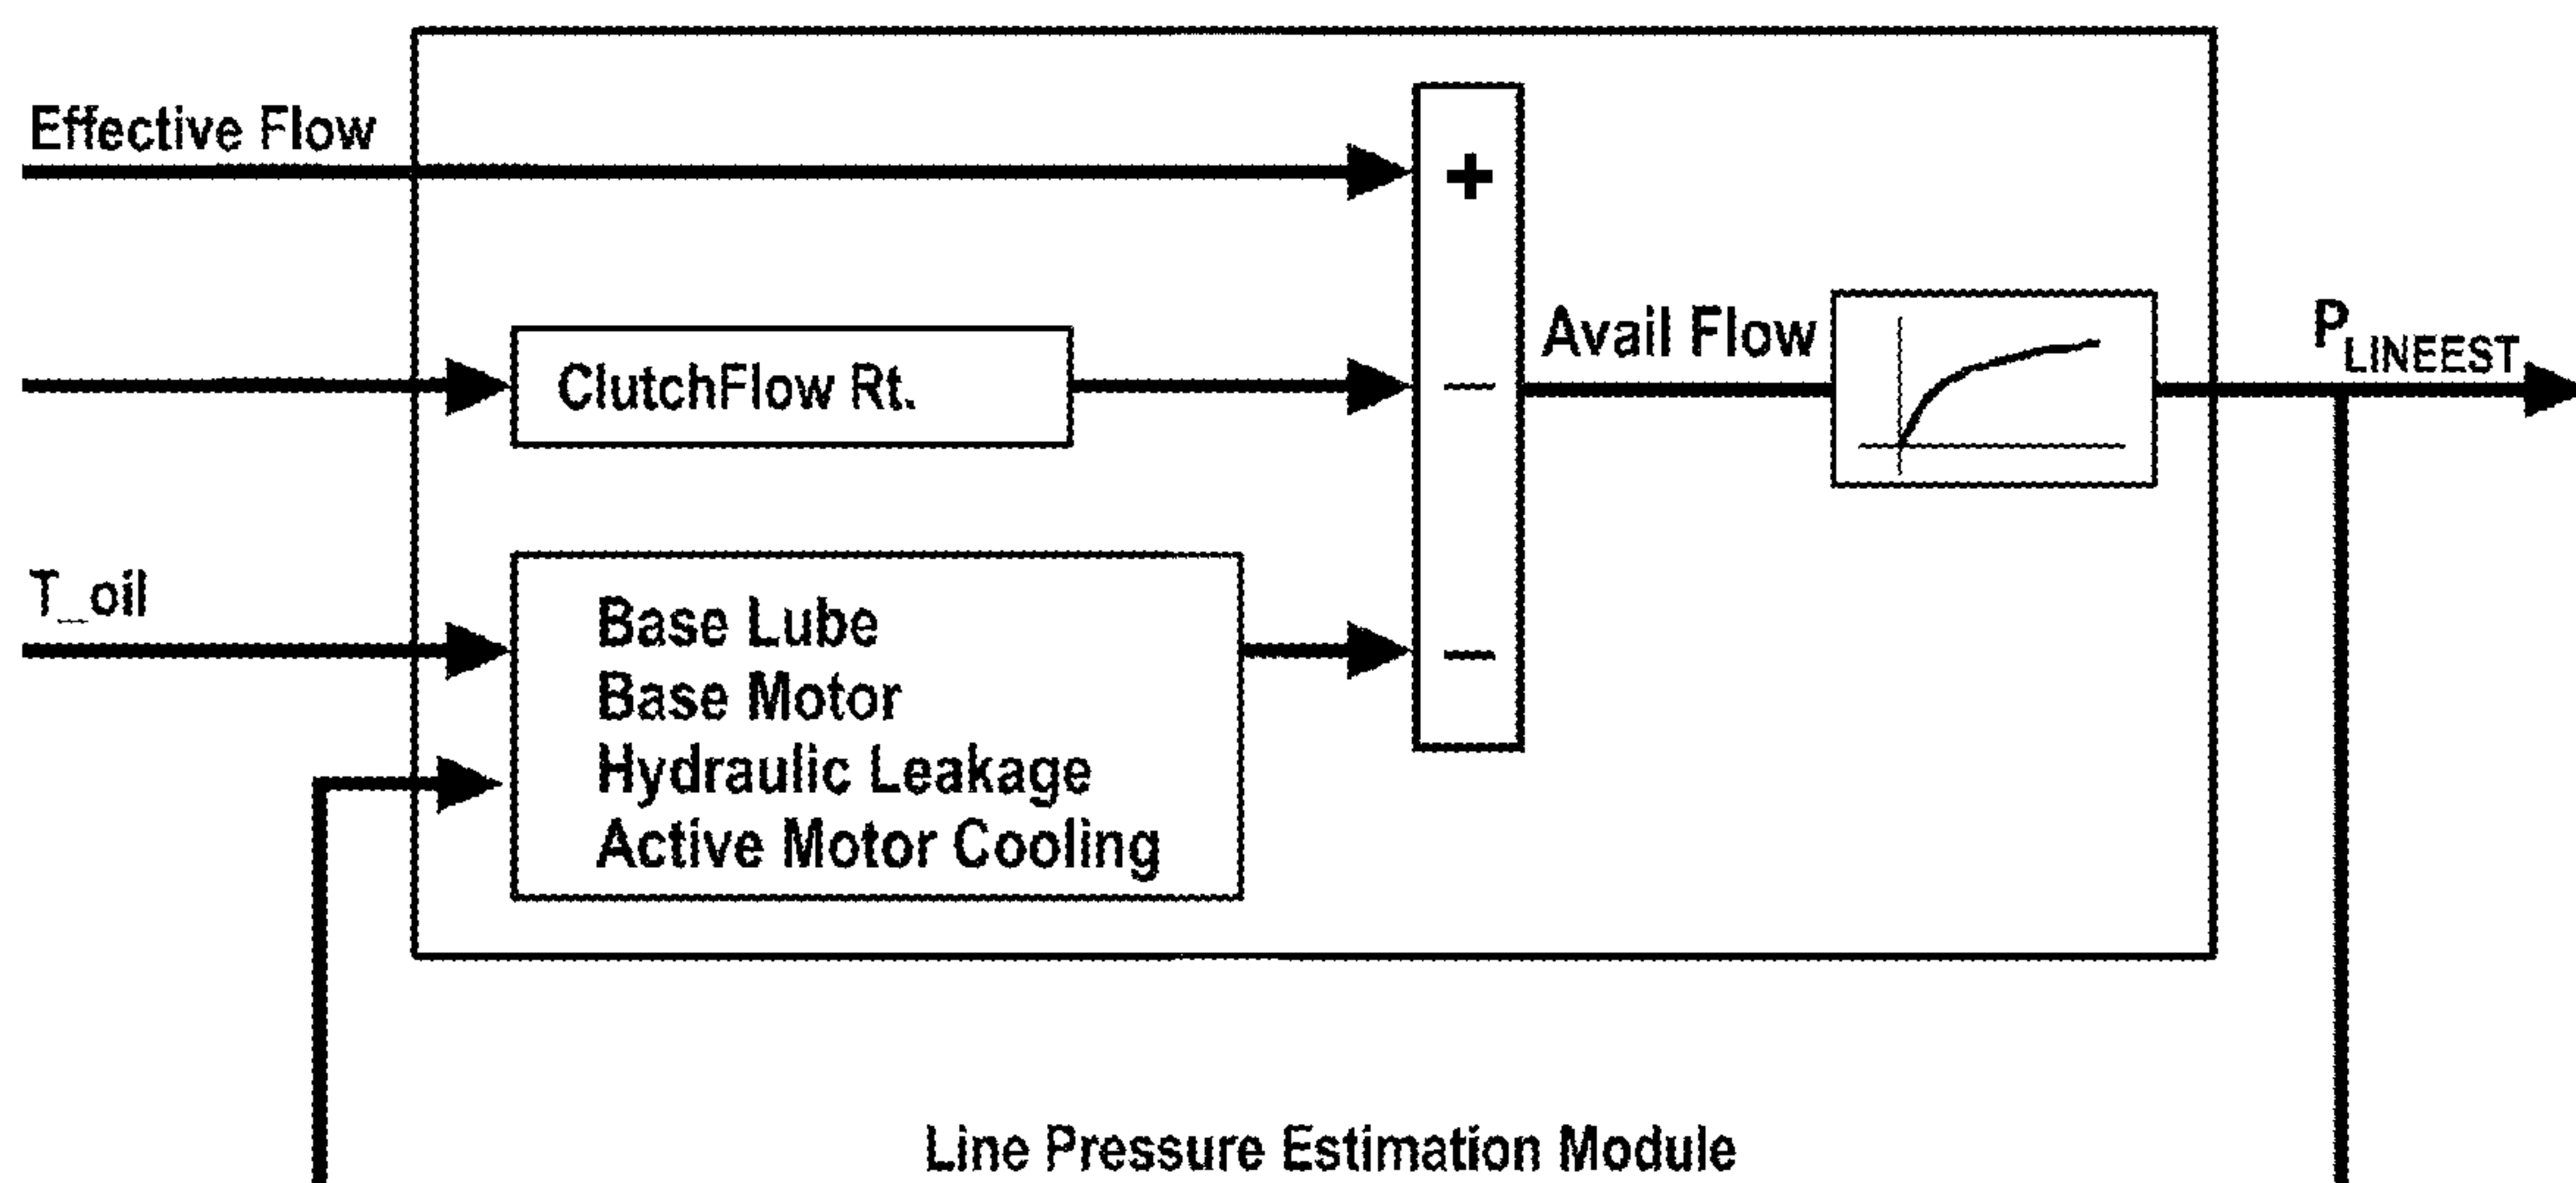 Effective Flow
+
ClutchFlow Rt.
–
Avail Flow
P LINEEST
T_oil
Base Lube
Base Motor
Hydraulic Leakage
Active Motor Cooling
–
Line Pressure Estimation Module